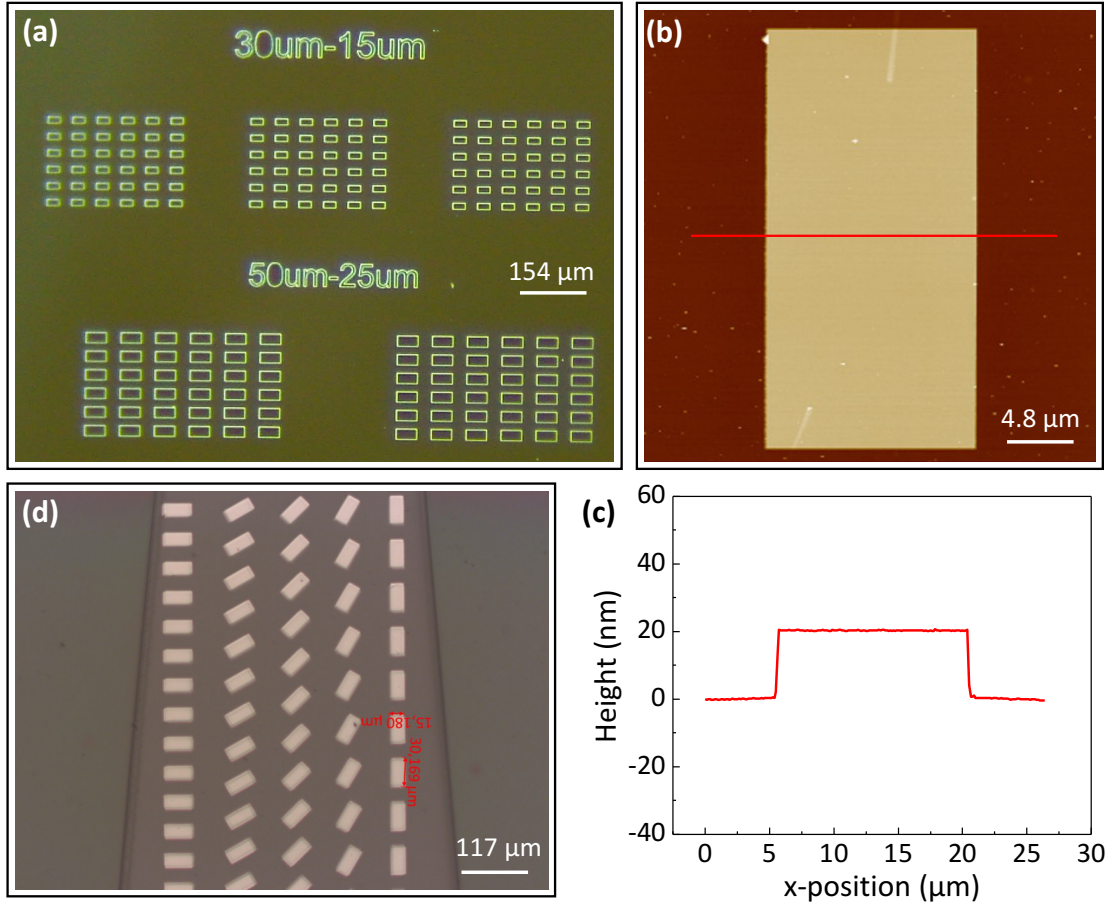 (a)
30um-15um
50um-25um
154 µm
(b)
4.8 µm
(d)
15,180
µm
30,169 µm
117 µm
(c)
60
40
20
0
-20
-40
Height (nm)
0 5 10 15 20 25 30
x-position (µm)